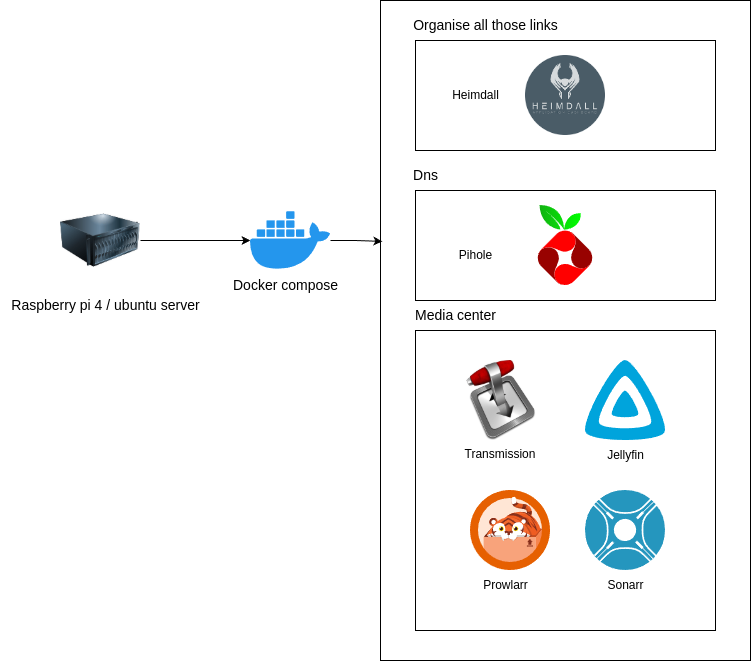 Organise all those links
Heimdall
HEIMDALL
Dns
Pihole
Raspberry pi 4 / ubuntu server
Docker compose
Media center
Transmission
Jellyfin
Prowlarr
Sonarr